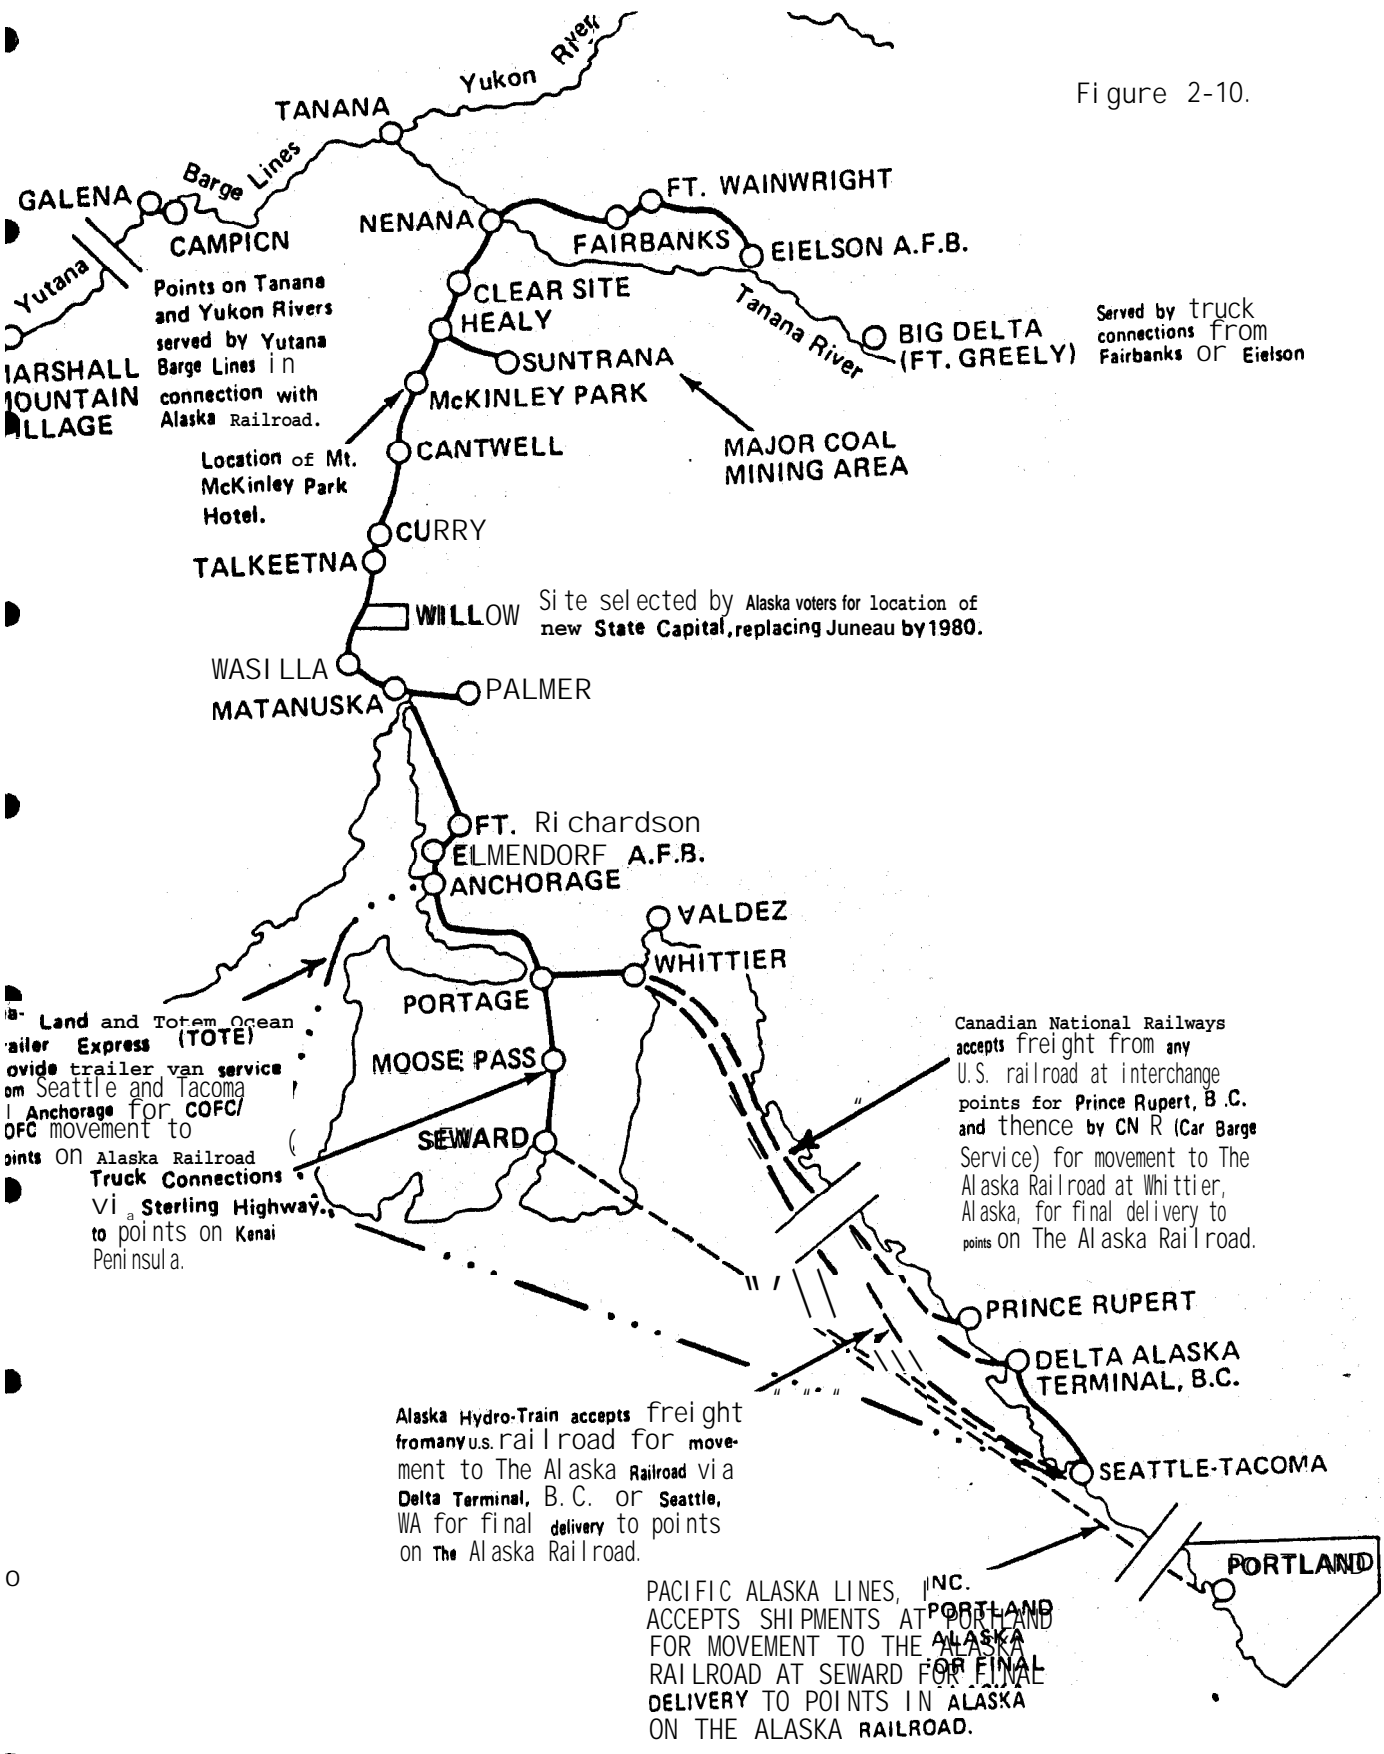 Figure 2-10.
Yukon River
TANANA
Barge Lines
GALENA
CAMPICN
Yutana
FT. WAINWRIGHT
NENANA
FAIRBANKS
EIELSON A.F.B.
Points on Tanana
and Yukon Rivers
served by Yutana
Barge Lines in
connection with
Alaska Railroad.
CLEAR SITE
HEALY
SUNTRANA
Tanana River
BIG DELTA
(FT. GREELY)
Served by truck
connections from
Fairbanks or Eielson
IARSHALL
IOUNTAIN
ILLAGE
McKINLEY PARK
Location of Mt.
McKinley Park
Hotel.
CANTWELL
MAJOR COAL
MINING AREA
CURRY
TALKEETNA
WILLOW
Site selected by Alaska voters for location of
new State Capital, replacing Juneau by 1980.
WASILLA
MATANUSKA
PALMER
FT. Richardson
ELMENDORF A.F.B.
ANCHORAGE
VALDEZ
WHITTIER
PORTAGE
MOOSE PASS
SEWARD
a- Land and Totem Ocean
ailer Express (TOTE)
ovide trailer van service
om Seattle and Tacoma
Anchorage for COFC/
OFC movement to
oints on Alaska Railroad
Truck Connections
Vi a Sterling Highway.
to points on Kenai
Peninsula.
Canadian National Railways
accepts freight from any
U.S. railroad at interchange
points for Prince Rupert, B.C.
and thence by CN R (Car Barge
Service) for movement to The
Alaska Railroad at Whittier,
Alaska, for final delivery to
points on The Alaska Railroad.
PRINCE RUPERT
DELTA ALASKA
TERMINAL, B.C.
SEATTLE-TACOMA
Alaska Hydro-Train accepts freight
fromany u.s. railroad for move-
ment to The Alaska Railroad via
Delta Terminal, B.C. or Seattle,
WA for final delivery to points
on The Alaska Railroad.
PORTLAND
PACIFIC ALASKA LINES, INC.
ACCEPTS SHIPMENTS AT PORTLAND
FOR MOVEMENT TO THE ALASKA
RAILROAD AT SEWARD FOR FINAL
DELIVERY TO POINTS IN ALASKA
ON THE ALASKA RAILROAD.